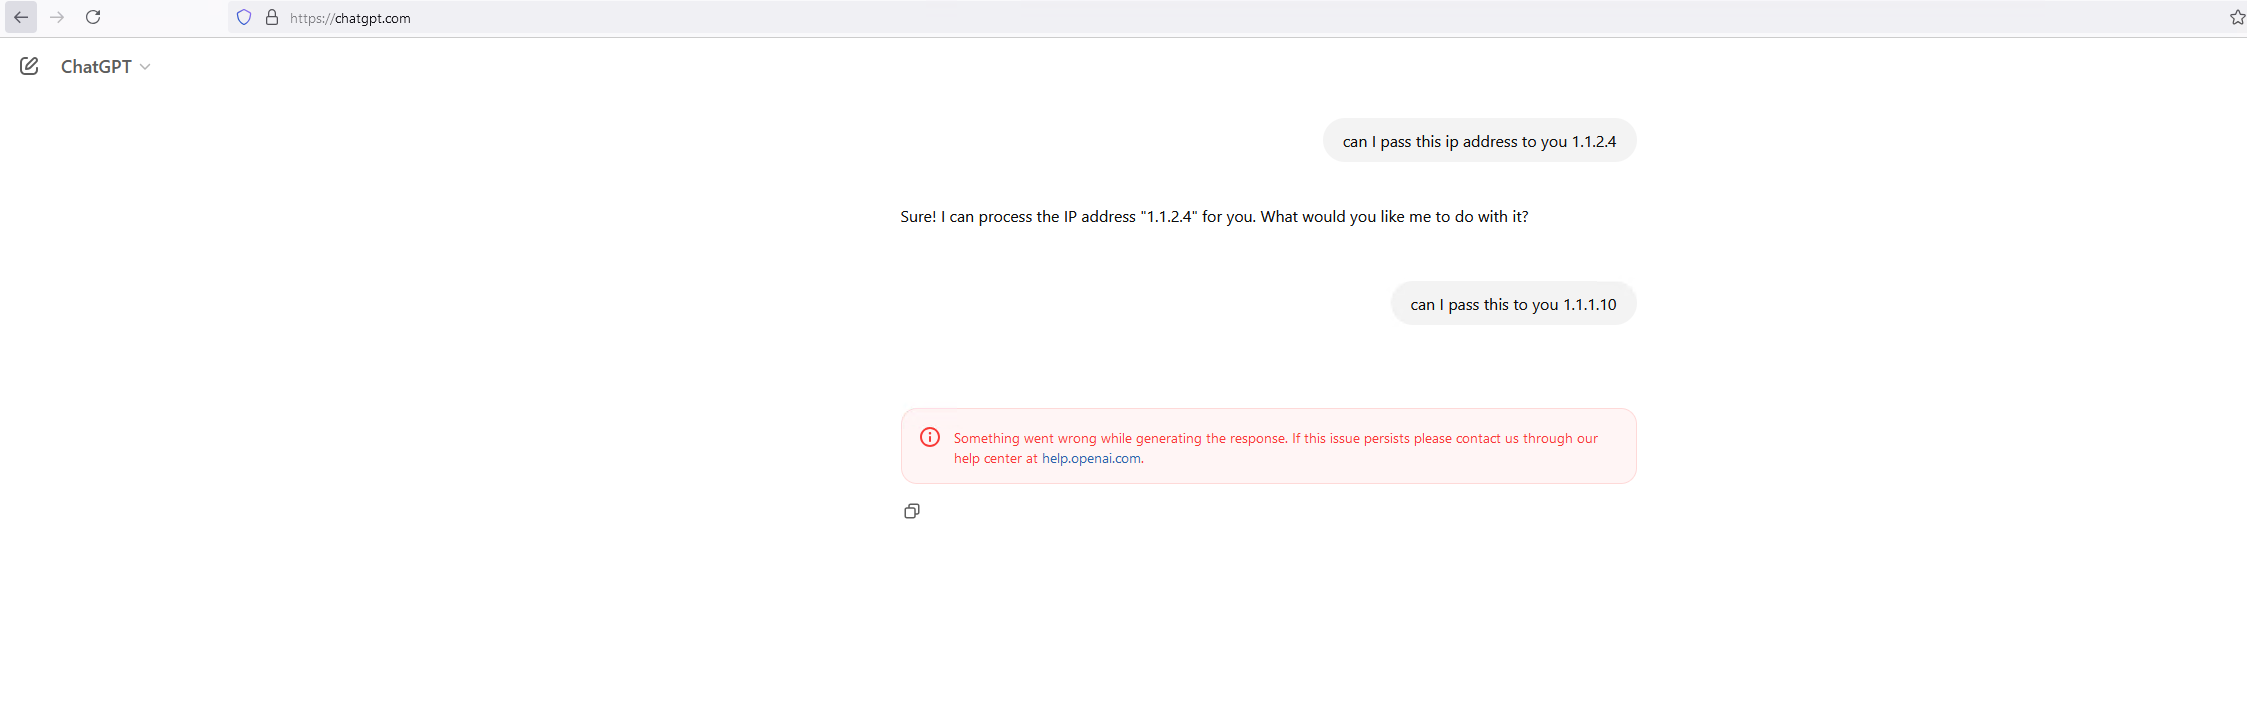 https://chatgpt.com
ChatGPT
can I pass this ip address to you 1.1.2.4
Sure! I can process the IP address "1.1.2.4" for you. What would you like me to do with it?
can I pass this to you 1.1.1.10
Something went wrong while generating the response. If this issue persists please contact us through our
help center at help.openai.com.